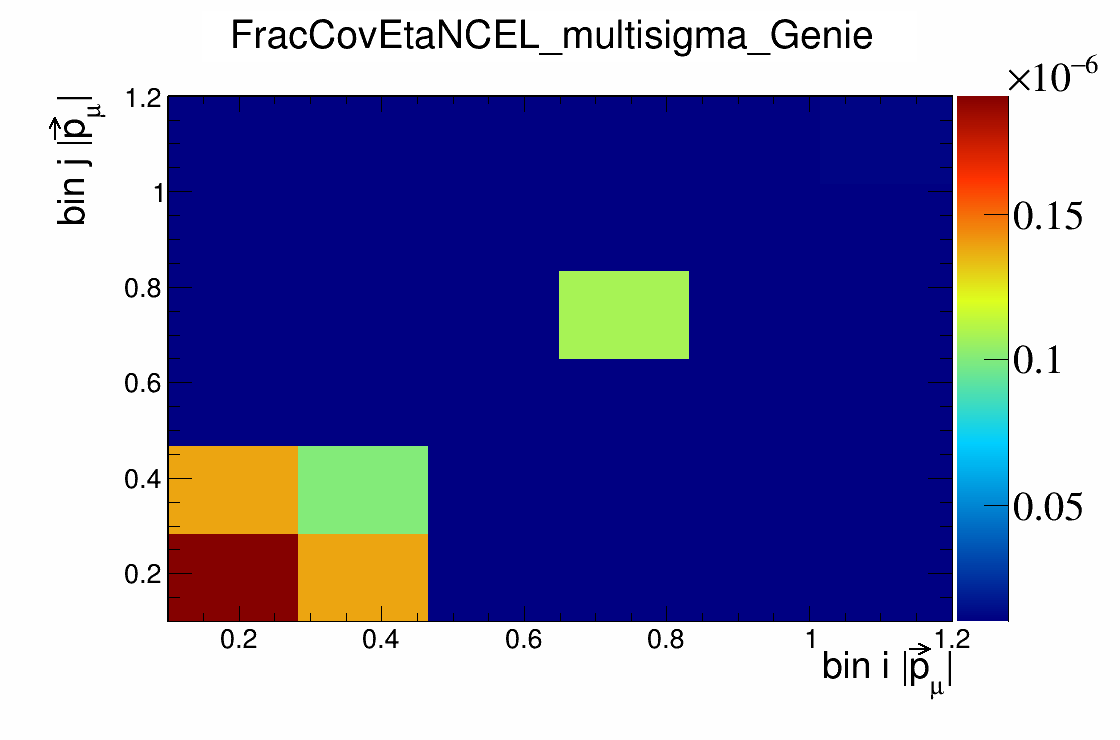 FracCovEtaNCEL_multisigma_Genie
×10⁻⁶
bin j |p⃗_μ|
1.2
1
0.8
0.6
0.4
0.2
0.2 0.4 0.6 0.8 1 1.2
bin i |p⃗_μ|
0.15
0.1
0.05